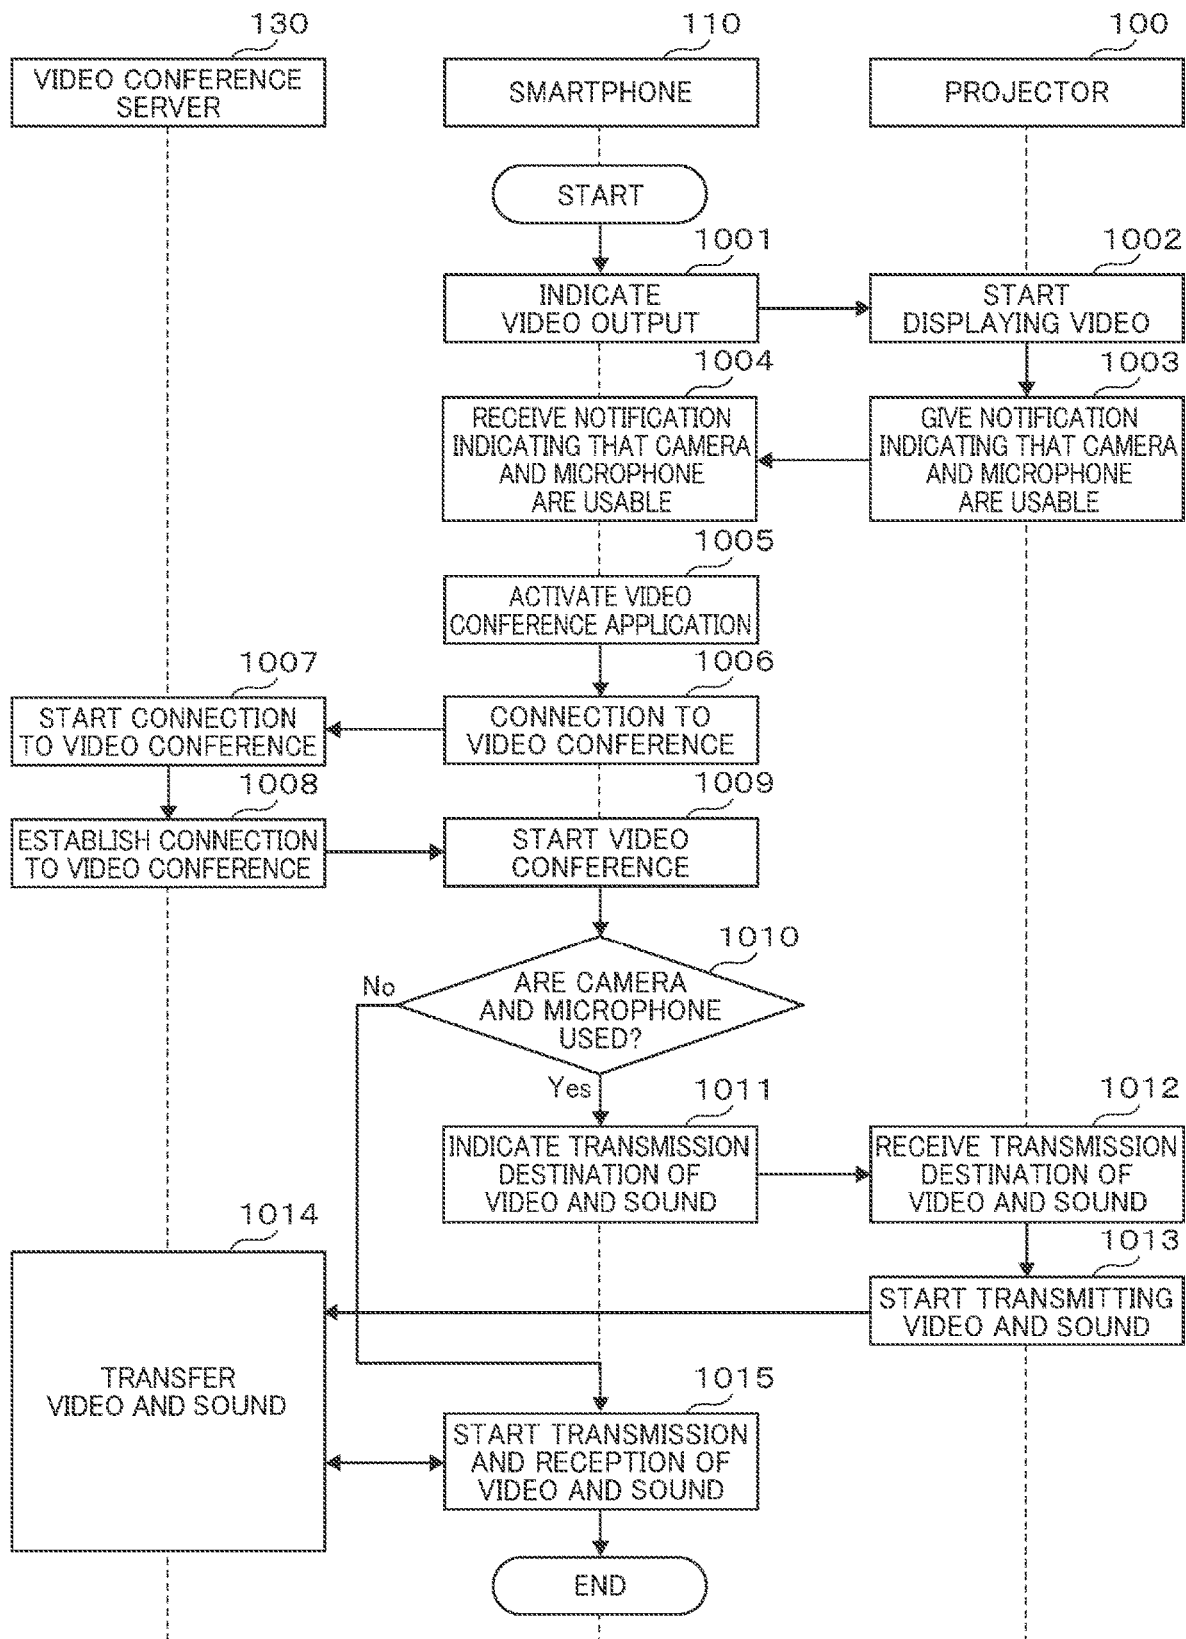 130
110
100
VIDEO CONFERENCE
SERVER
SMARTPHONE
PROJECTOR
START
1001
1002
INDICATE
VIDEO OUTPUT
START
DISPLAYING VIDEO
1004
1003
RECEIVE NOTIFICATION
INDICATING THAT CAMERA
AND MICROPHONE
ARE USABLE
GIVE NOTIFICATION
INDICATING THAT CAMERA
AND MICROPHONE
ARE USABLE
1005
ACTIVATE VIDEO
CONFERENCE APPLICATION
1007
1006
START CONNECTION
TO VIDEO CONFERENCE
CONNECTION TO
VIDEO CONFERENCE
1008
1009
ESTABLISH CONNECTION
TO VIDEO CONFERENCE
START VIDEO
CONFERENCE
1010
No
ARE CAMERA
AND MICROPHONE
USED?
Yes
1011
1012
INDICATE TRANSMISSION
DESTINATION OF
VIDEO AND SOUND
RECEIVE TRANSMISSION
DESTINATION OF
VIDEO AND SOUND
1014
1013
START TRANSMITTING
VIDEO AND SOUND
TRANSFER
VIDEO AND SOUND
1015
START TRANSMISSION
AND RECEPTION OF
VIDEO AND SOUND
END